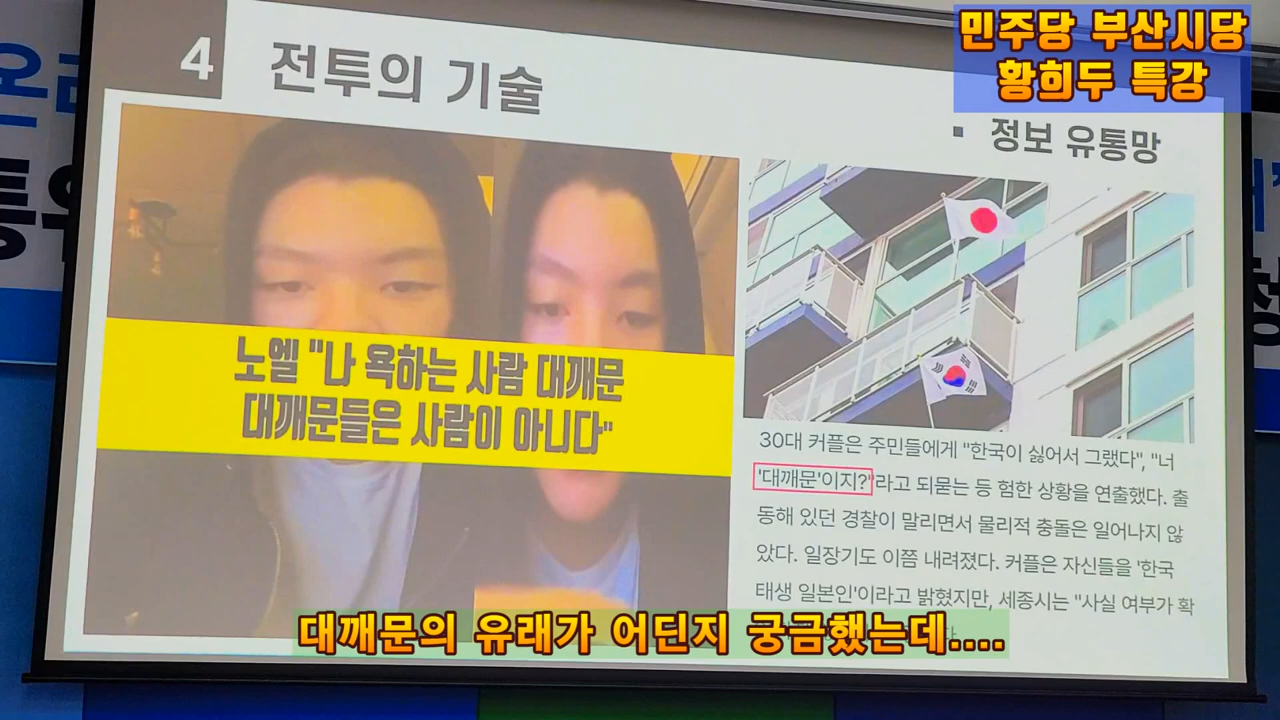 민주당 부산시당
황희두 특강
4 전투의 기술
▪ 정보 유통망
노엘 "나 욕하는 사람 대깨문
대깨문들은 사람이 아니다"
30대 커플은 주민들에게 "한국이 싫어서 그랬다", "너
'대깨문'이지?"라고 되묻는 등 험한 상황을 연출했다. 출
동해 있던 경찰이 말리면서 물리적 충돌은 일어나지 않
았다. 일장기도 이쯤 내려졌다. 커플은 자신들을 '한국
태생 일본인'이라고 밝혔지만, 세종시는 "사실 여부가 확
대깨문의 유래가 어딘지 궁금했는데....